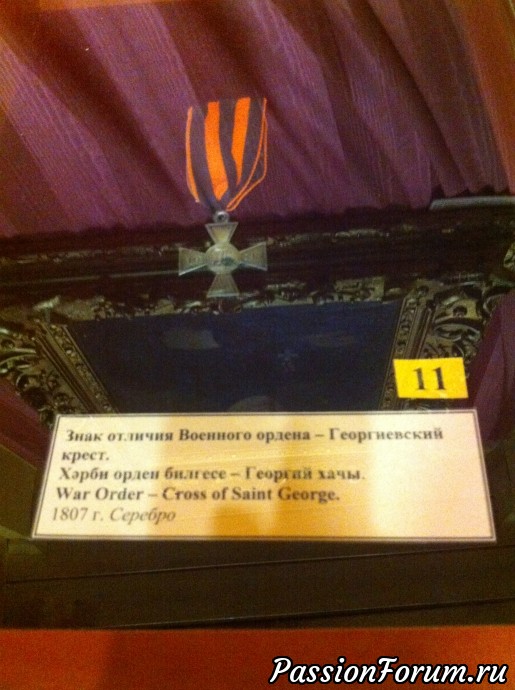 11
Знак отличия Военного ордена – Георгиевский
крест.
Хәрби орден билгесе – Георгий хачы.
War Order – Cross of Saint George.
1807 г. Серебро
PassionForum.ru